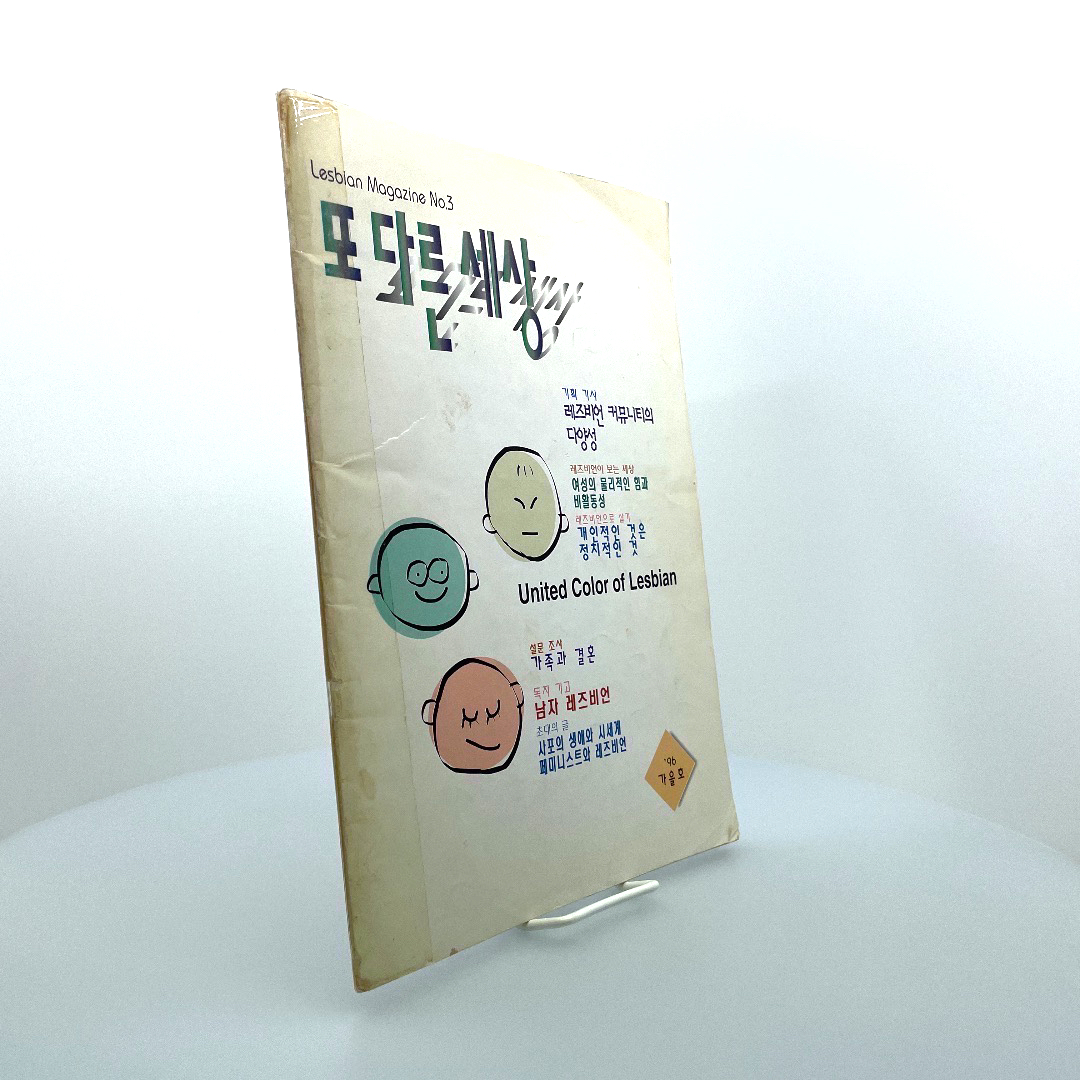 Lesbian Magazine No.3
또 다른 세상
기획 기사
레즈비언 커뮤니티의
다양성
레즈비언이 보는 세상
여성의 물리적인 힘과
비활동성
레즈비언으로 살기
개인적인 것은
정치적인 것
United Color of Lesbian
설문 조사
가족과 결혼
독자 기고
남자 레즈비언
초대의 글
사포의 생애와 시세계
페미니스트와 레즈비언
'96
가을호